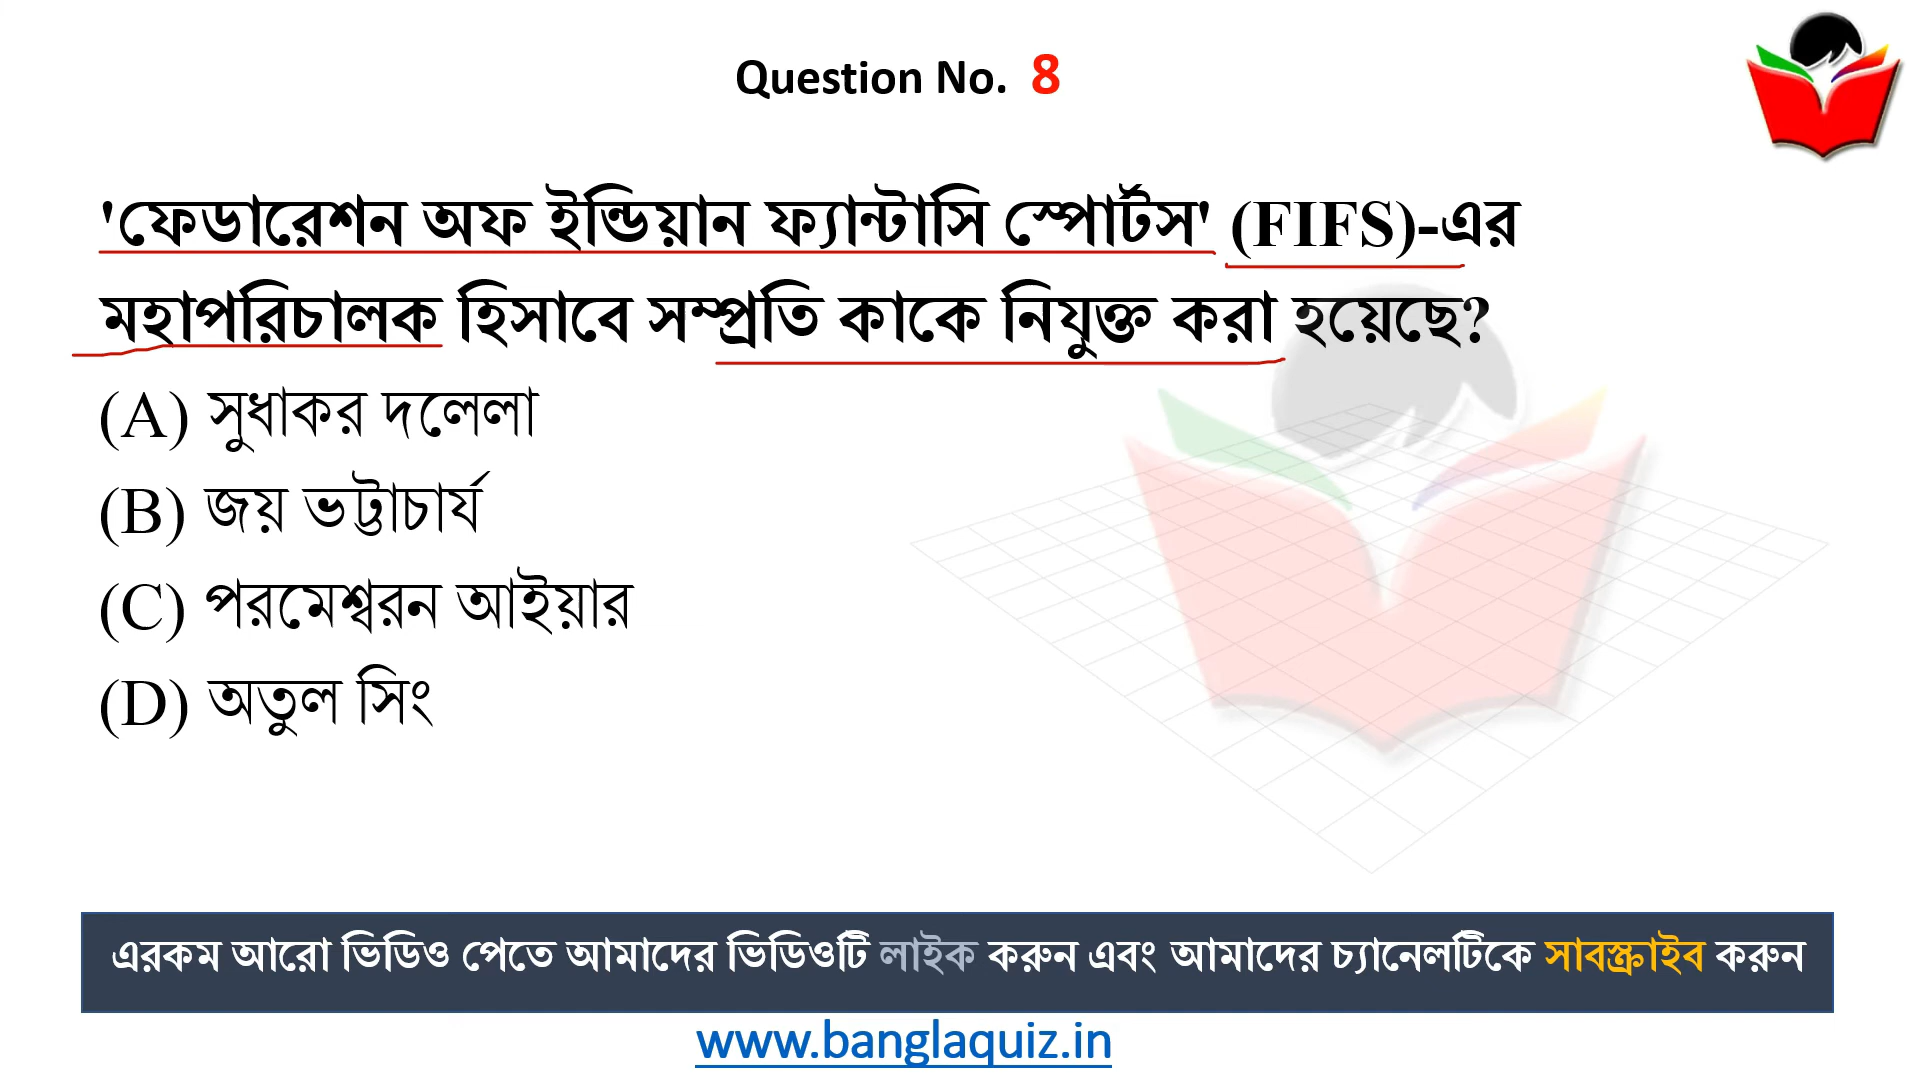 Question No. 8
'ফেডারেশন অফ ইন্ডিয়ান ফ্যান্টাসি স্পোর্টস' (FIFS)-এর
মহাপরিচালক হিসাবে সম্প্রতি কাকে নিযুক্ত করা হয়েছে?
(A) সুধাকর দলেলা
(B) জয় ভট্টাচার্য
(C) পরমেশ্বরন আইয়ার
(D) অতুল সিং
এরকম আরো ভিডিও পেতে আমাদের ভিডিওটি লাইক করুন এবং আমাদের চ্যানেলটিকে সাবস্ক্রাইব করুন
www.banglaquiz.in